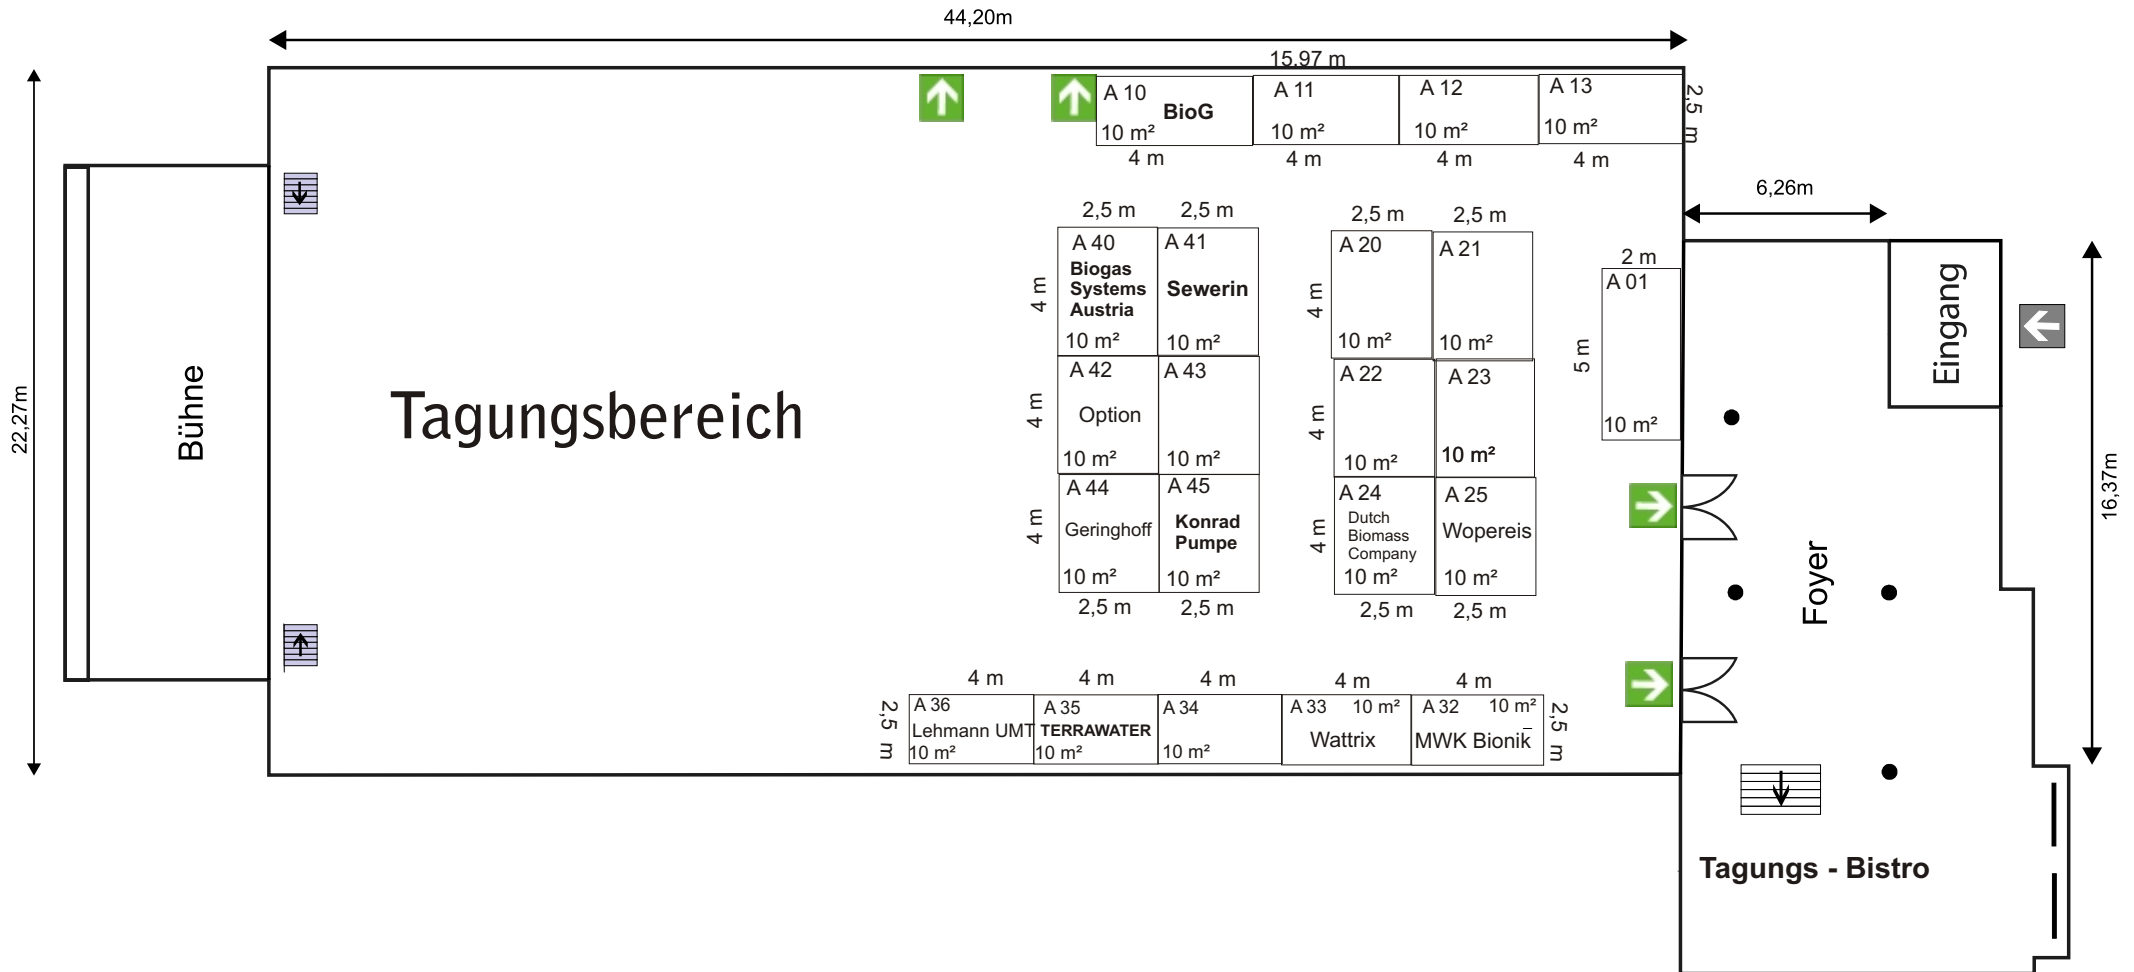 44,20m
15,97 m
A 10
BioG
10 m²
4 m
A 11
10 m²
4 m
A 12
10 m²
4 m
A 13
10 m²
4 m
2,5 m
6,26m
22,27m
Bühne
Tagungsbereich
2,5 m
2,5 m
4 m
A 40
Biogas
Systems
Austria
10 m²
A 41
Sewerin
10 m²
4 m
A 42
Option
10 m²
A 43
10 m²
4 m
A 44
Geringhoff
10 m²
A 45
Konrad
Pumpe
10 m²
2,5 m
2,5 m
2,5 m
2,5 m
4 m
A 20
10 m²
A 21
10 m²
4 m
A 22
10 m²
A 23
10 m²
4 m
A 24
Dutch
Biomass
Company
10 m²
A 25
Wopereis
10 m²
2,5 m
2,5 m
2 m
A 01
5 m
10 m²
Eingang
16,37m
Foyer
4 m
4 m
4 m
4 m
4 m
2,5 m
A 36
Lehmann UMT
10 m²
A 35
TERRAWATER
10 m²
A 34
10 m²
A 33 10 m²
Wattrix
A 32 10 m²
MWK Bionik
2,5 m
Tagungs - Bistro